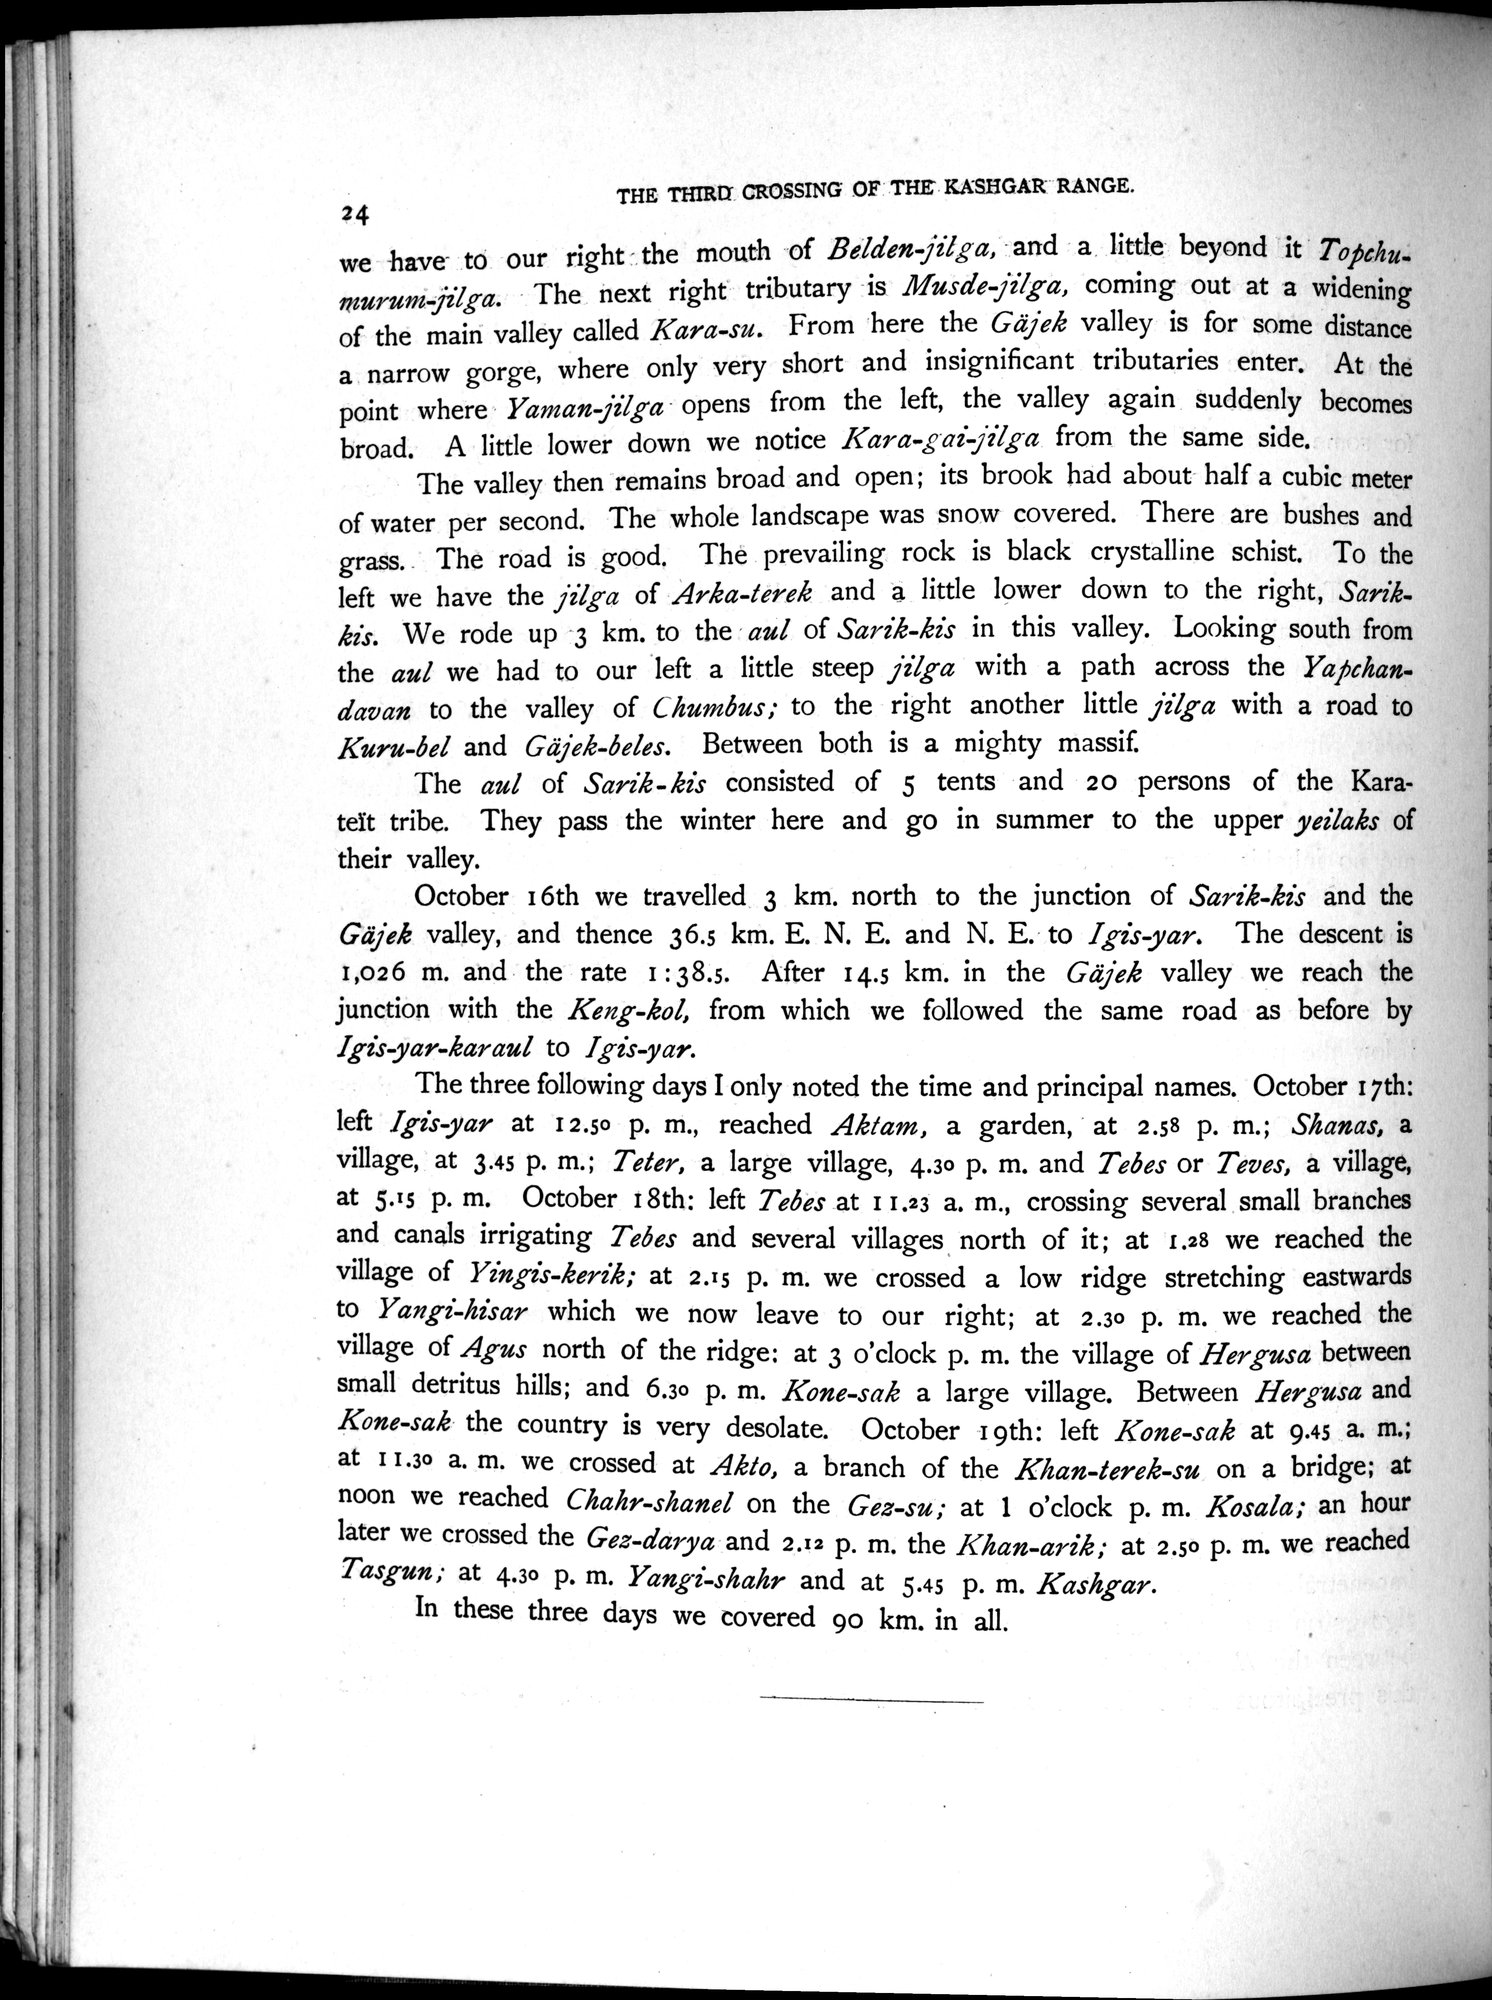 THE THIRD CROSSING OF THE KASHGAR RANGE.
24
we have to our right the mouth of Belden-jilga, and a little beyond it Topchu-
murum-jilga. The next right tributary is Musde-jilga, coming out at a widening
of the main valley called Kara-su. From here the Gäjek valley is for some distance
a narrow gorge, where only very short and insignificant tributaries enter. At the
point where Yaman-jilga opens from the left, the valley again suddenly becomes
broad. A little lower down we notice Kara-gai-jilga from the same side.
The valley then remains broad and open; its brook had about half a cubic meter
of water per second. The whole landscape was snow covered. There are bushes and
grass. The road is good. The prevailing rock is black crystalline schist. To the
left we have the jilga of Arka-terek and a little lower down to the right, Sarik-
kis. We rode up 3 km. to the aul of Sarik-kis in this valley. Looking south from
the aul we had to our left a little steep jilga with a path across the Yapchan-
davan to the valley of Chumbus; to the right another little jilga with a road to
Kuru-bel and Gäjek-beles. Between both is a mighty massif.
The aul of Sarik-kis consisted of 5 tents and 20 persons of the Kara-
teït tribe. They pass the winter here and go in summer to the upper yeilaks of
their valley.
October 16th we travelled 3 km. north to the junction of Sarik-kis and the
Gäjek valley, and thence 36.5 km. E. N. E. and N. E. to Igis-yar. The descent is
1,026 m. and the rate 1:38.5. After 14.5 km. in the Gäjek valley we reach the
junction with the Keng-kol, from which we followed the same road as before by
Igis-yar-karaul to Igis-yar.
The three following days I only noted the time and principal names. October 17th:
left Igis-yar at 12.50 p. m., reached Aktam, a garden, at 2.58 p. m.; Shanas, a
village, at 3.45 p. m.; Teter, a large village, 4.30 p. m. and Tebes or Teves, a village,
at 5.15 p. m. October 18th: left Tebes at 11.23 a. m., crossing several small branches
and canals irrigating Tebes and several villages north of it; at 1.28 we reached the
village of Yingis-kerik; at 2.15 p. m. we crossed a low ridge stretching eastwards
to Yangi-hisar which we now leave to our right; at 2.30 p. m. we reached the
village of Agus north of the ridge: at 3 o'clock p. m. the village of Hergusa between
small detritus hills; and 6.30 p. m. Kone-sak a large village. Between Hergusa and
Kone-sak the country is very desolate. October 19th: left Kone-sak at 9.45 a. m.;
at 11.30 a. m. we crossed at Akto, a branch of the Khan-terek-su on a bridge; at
noon we reached Chahr-shanel on the Gez-su; at 1 o'clock p. m. Kosala; an hour
later we crossed the Gez-darya and 2.12 p. m. the Khan-arik; at 2.50 p. m. we reached
Tasgun; at 4.30 p. m. Yangi-shahr and at 5.45 p. m. Kashgar.
In these three days we covered 90 km. in all.